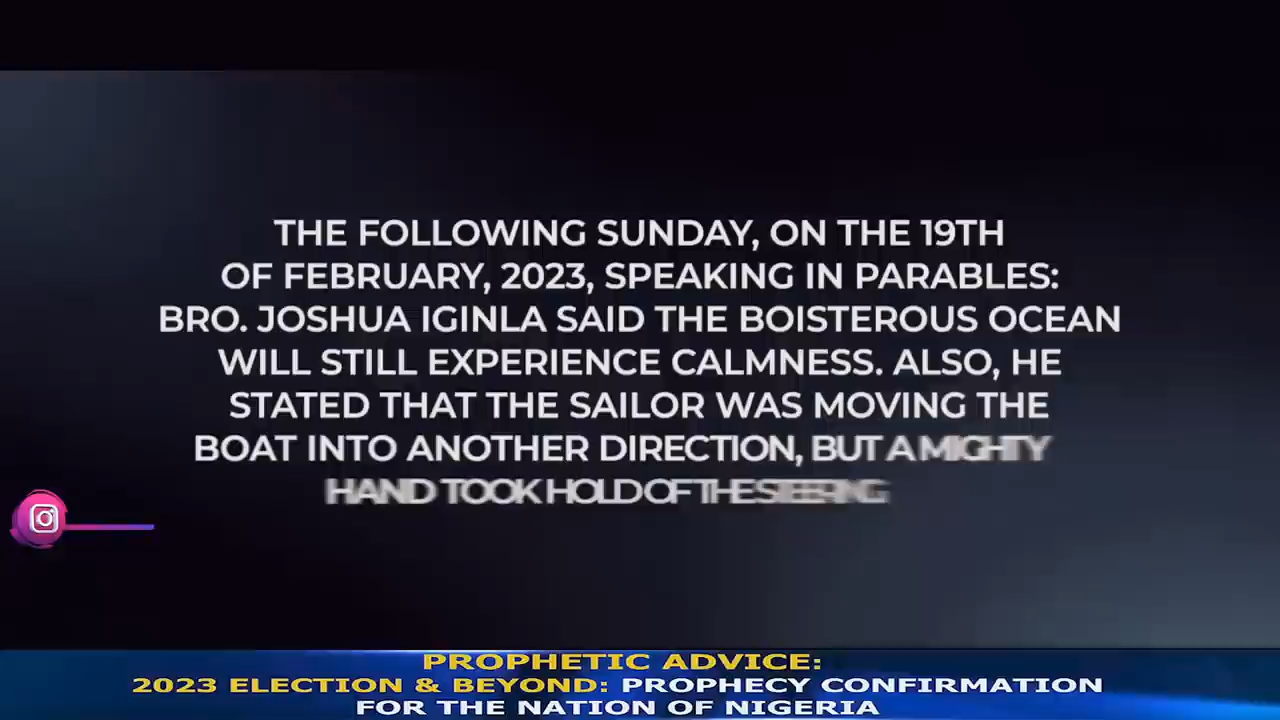 THE FOLLOWING SUNDAY, ON THE 19TH
OF FEBRUARY, 2023, SPEAKING IN PARABLES:
BRO. JOSHUA IGINLA SAID THE BOISTEROUS OCEAN
WILL STILL EXPERIENCE CALMNESS. ALSO, HE
STATED THAT THE SAILOR WAS MOVING THE
BOAT INTO ANOTHER DIRECTION, BUT A MIGHTY
HAND TOOK HOLD OF THE STEERING
PROPHETIC ADVICE:
2023 ELECTION & BEYOND: PROPHECY CONFIRMATION
FOR THE NATION OF NIGERIA